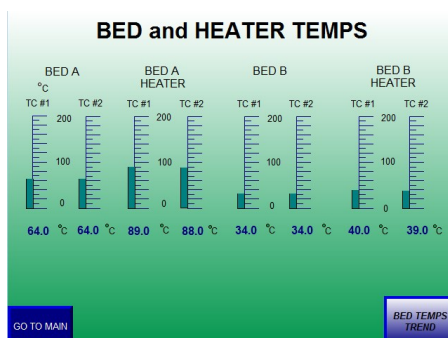 BED and HEATER TEMPS
BED A
BED A
HEATER
BED B
BED B
HEATER
°C
TC #1 TC #2 TC #1 TC #2 TC #1 TC #2 TC #1 TC #2
200 200 200 200
100 100 100 100
0 0 0 0
64.0 °C 64.0 °C 89.0 °C 88.0 °C 34.0 °C 34.0 °C 40.0 °C 39.0 °C
GO TO MAIN
BED TEMPS
TREND